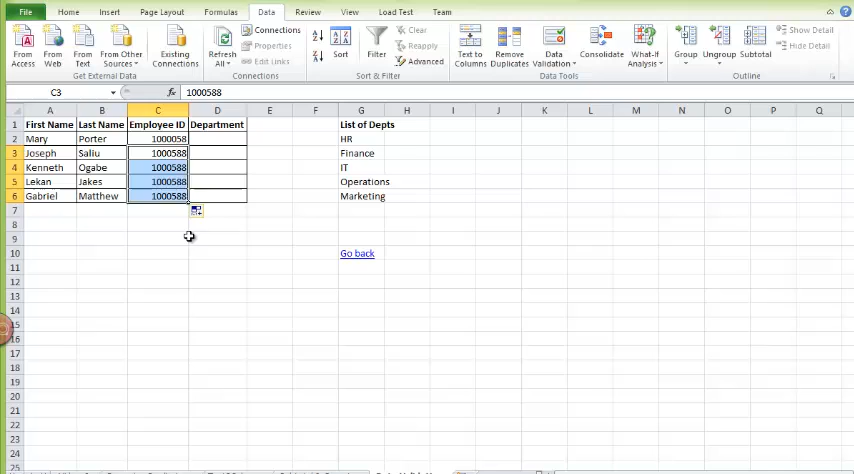 File Home Insert Page Layout Formulas Data Review View Load Test Team
From Access From Web From Text From Other Sources Existing Connections Refresh All Connections Properties Edit Links Sort Filter Clear Reapply Advanced Text to Columns Remove Duplicates Data Validation Consolidate What-If Analysis Group Ungroup Subtotal Show Detail Hide Detail
Get External Data Connections Sort & Filter Data Tools Outline
C3 fx 1000588
A B C D E F G H I J K L M N O P Q
1 First Name Last Name Employee ID Department List of Depts
2 Mary Porter 1000058 HR
3 Joseph Saliu 1000588 Finance
4 Kenneth Ogabe 1000588 IT
5 Lekan Jakes 1000588 Operations
6 Gabriel Matthew 1000588 Marketing
7
8
9
10 Go back
11
12
13
14
15
16
17
18
19
20
21
22
23
24
25